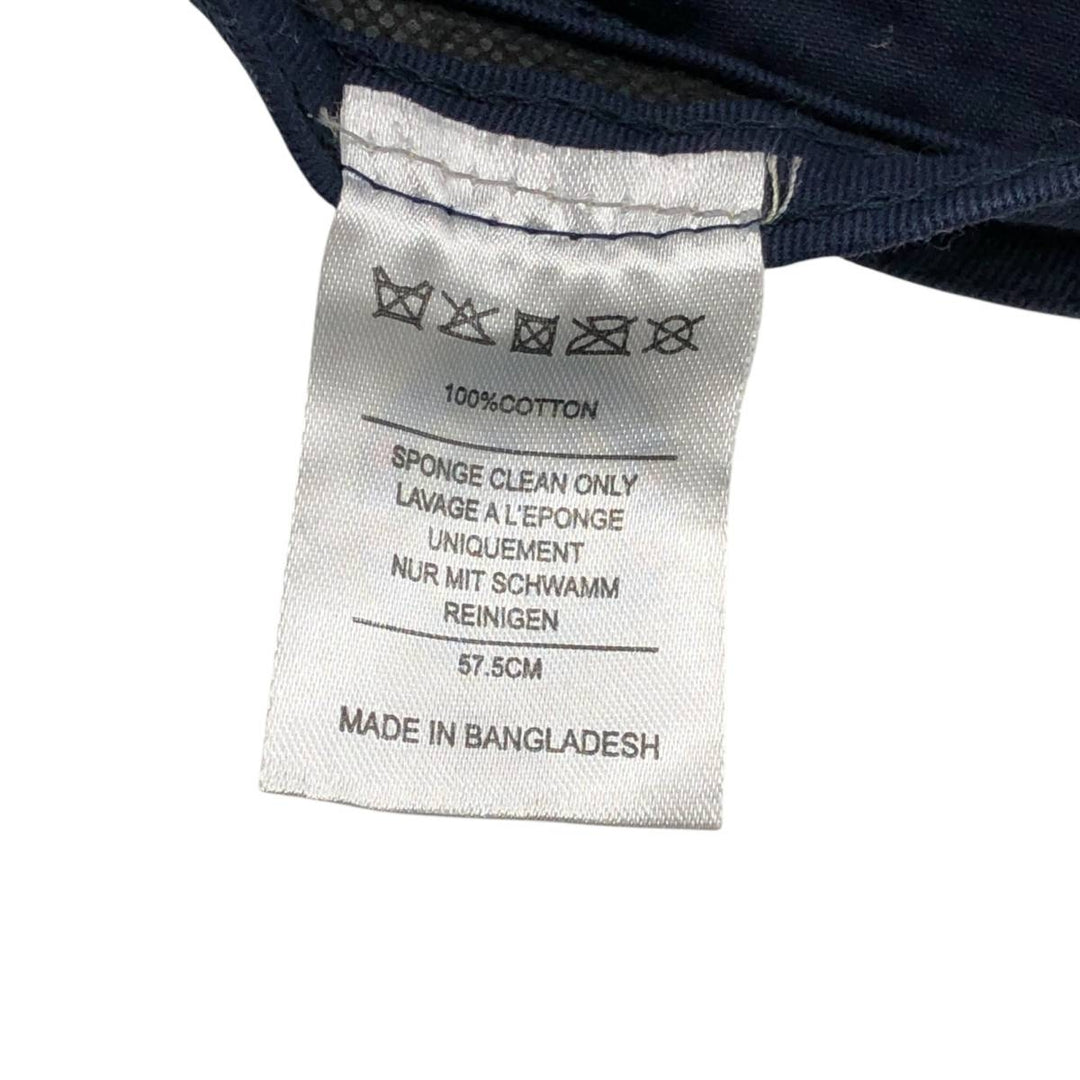 100%COTTON
SPONGE CLEAN ONLY
LAVAGE A L'EPONGE
UNIQUEMENT
NUR MIT SCHWAMM
REINIGEN
57.5CM
MADE IN BANGLADESH